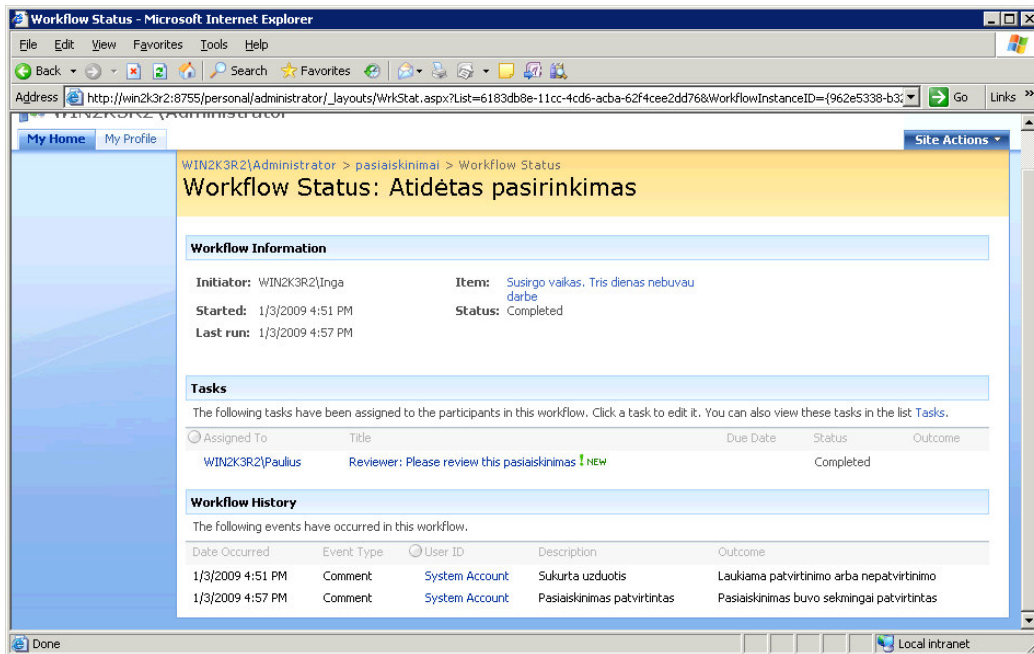 Workflow Status - Microsoft Internet Explorer
File Edit View Favorites Tools Help
Back Search Favorites
Address http://win2k3r2:8755/personal/administrator/_layouts/WrkStat.aspx?List=6183db8e-11cc-4cd6-acba-62f4cee2dd76&WorkflowInstanceID={962e5338-b32 Go Links »
WIN2K3R2\Administrator
My Home My Profile Site Actions
WIN2K3R2\Administrator > pasiaiskinimai > Workflow Status
Workflow Status: Atidėtas pasirinkimas
Workflow Information
Initiator: WIN2K3R2\Inga Item: Susirgo vaikas. Tris dienas nebuvau
darbe
Started: 1/3/2009 4:51 PM Status: Completed
Last run: 1/3/2009 4:57 PM
Tasks
The following tasks have been assigned to the participants in this workflow. Click a task to edit it. You can also view these tasks in the list Tasks.
Assigned To Title Due Date Status Outcome
WIN2K3R2\Paulius Reviewer: Please review this pasiaiskinimas ! NEW Completed
Workflow History
The following events have occurred in this workflow.
Date Occurred Event Type User ID Description Outcome
1/3/2009 4:51 PM Comment System Account Sukurta uzduotis Laukiama patvirtinimo arba nepatvirtinimo
1/3/2009 4:57 PM Comment System Account Pasiaiskinimas patvirtintas Pasiaiskinimas buvo sekmingai patvirtintas
Done Local intranet